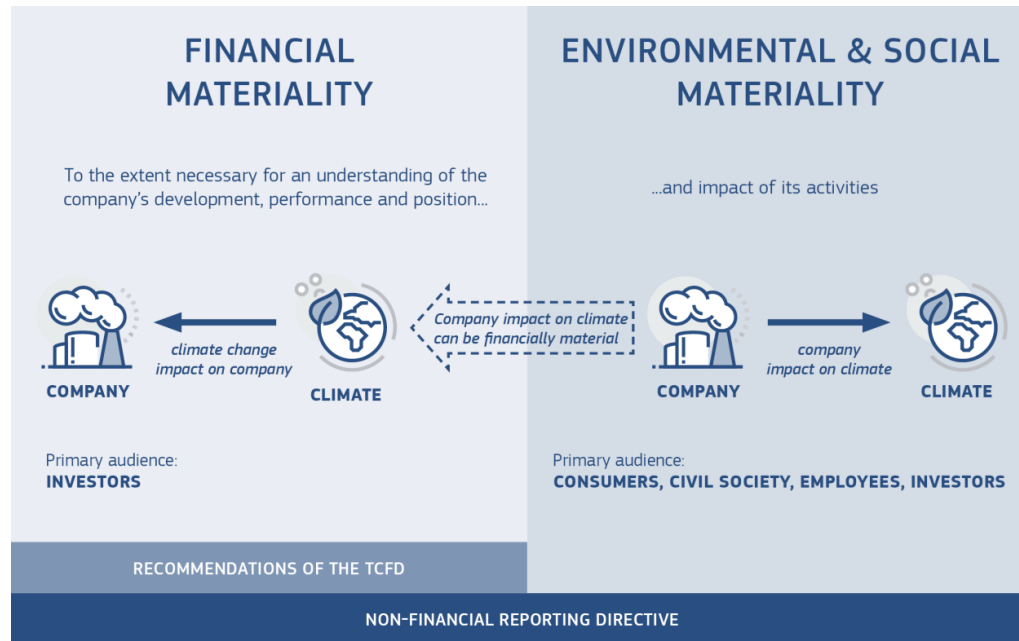 FINANCIAL
MATERIALITY
To the extent necessary for an understanding of the
company's development, performance and position...
COMPANY
climate change
impact on company
CLIMATE
Primary audience:
INVESTORS
RECOMMENDATIONS OF THE TCFD
Company impact on climate
can be financially material
ENVIRONMENTAL & SOCIAL
MATERIALITY
...and impact of its activities
COMPANY
company
impact on climate
CLIMATE
Primary audience:
CONSUMERS, CIVIL SOCIETY, EMPLOYEES, INVESTORS
NON-FINANCIAL REPORTING DIRECTIVE